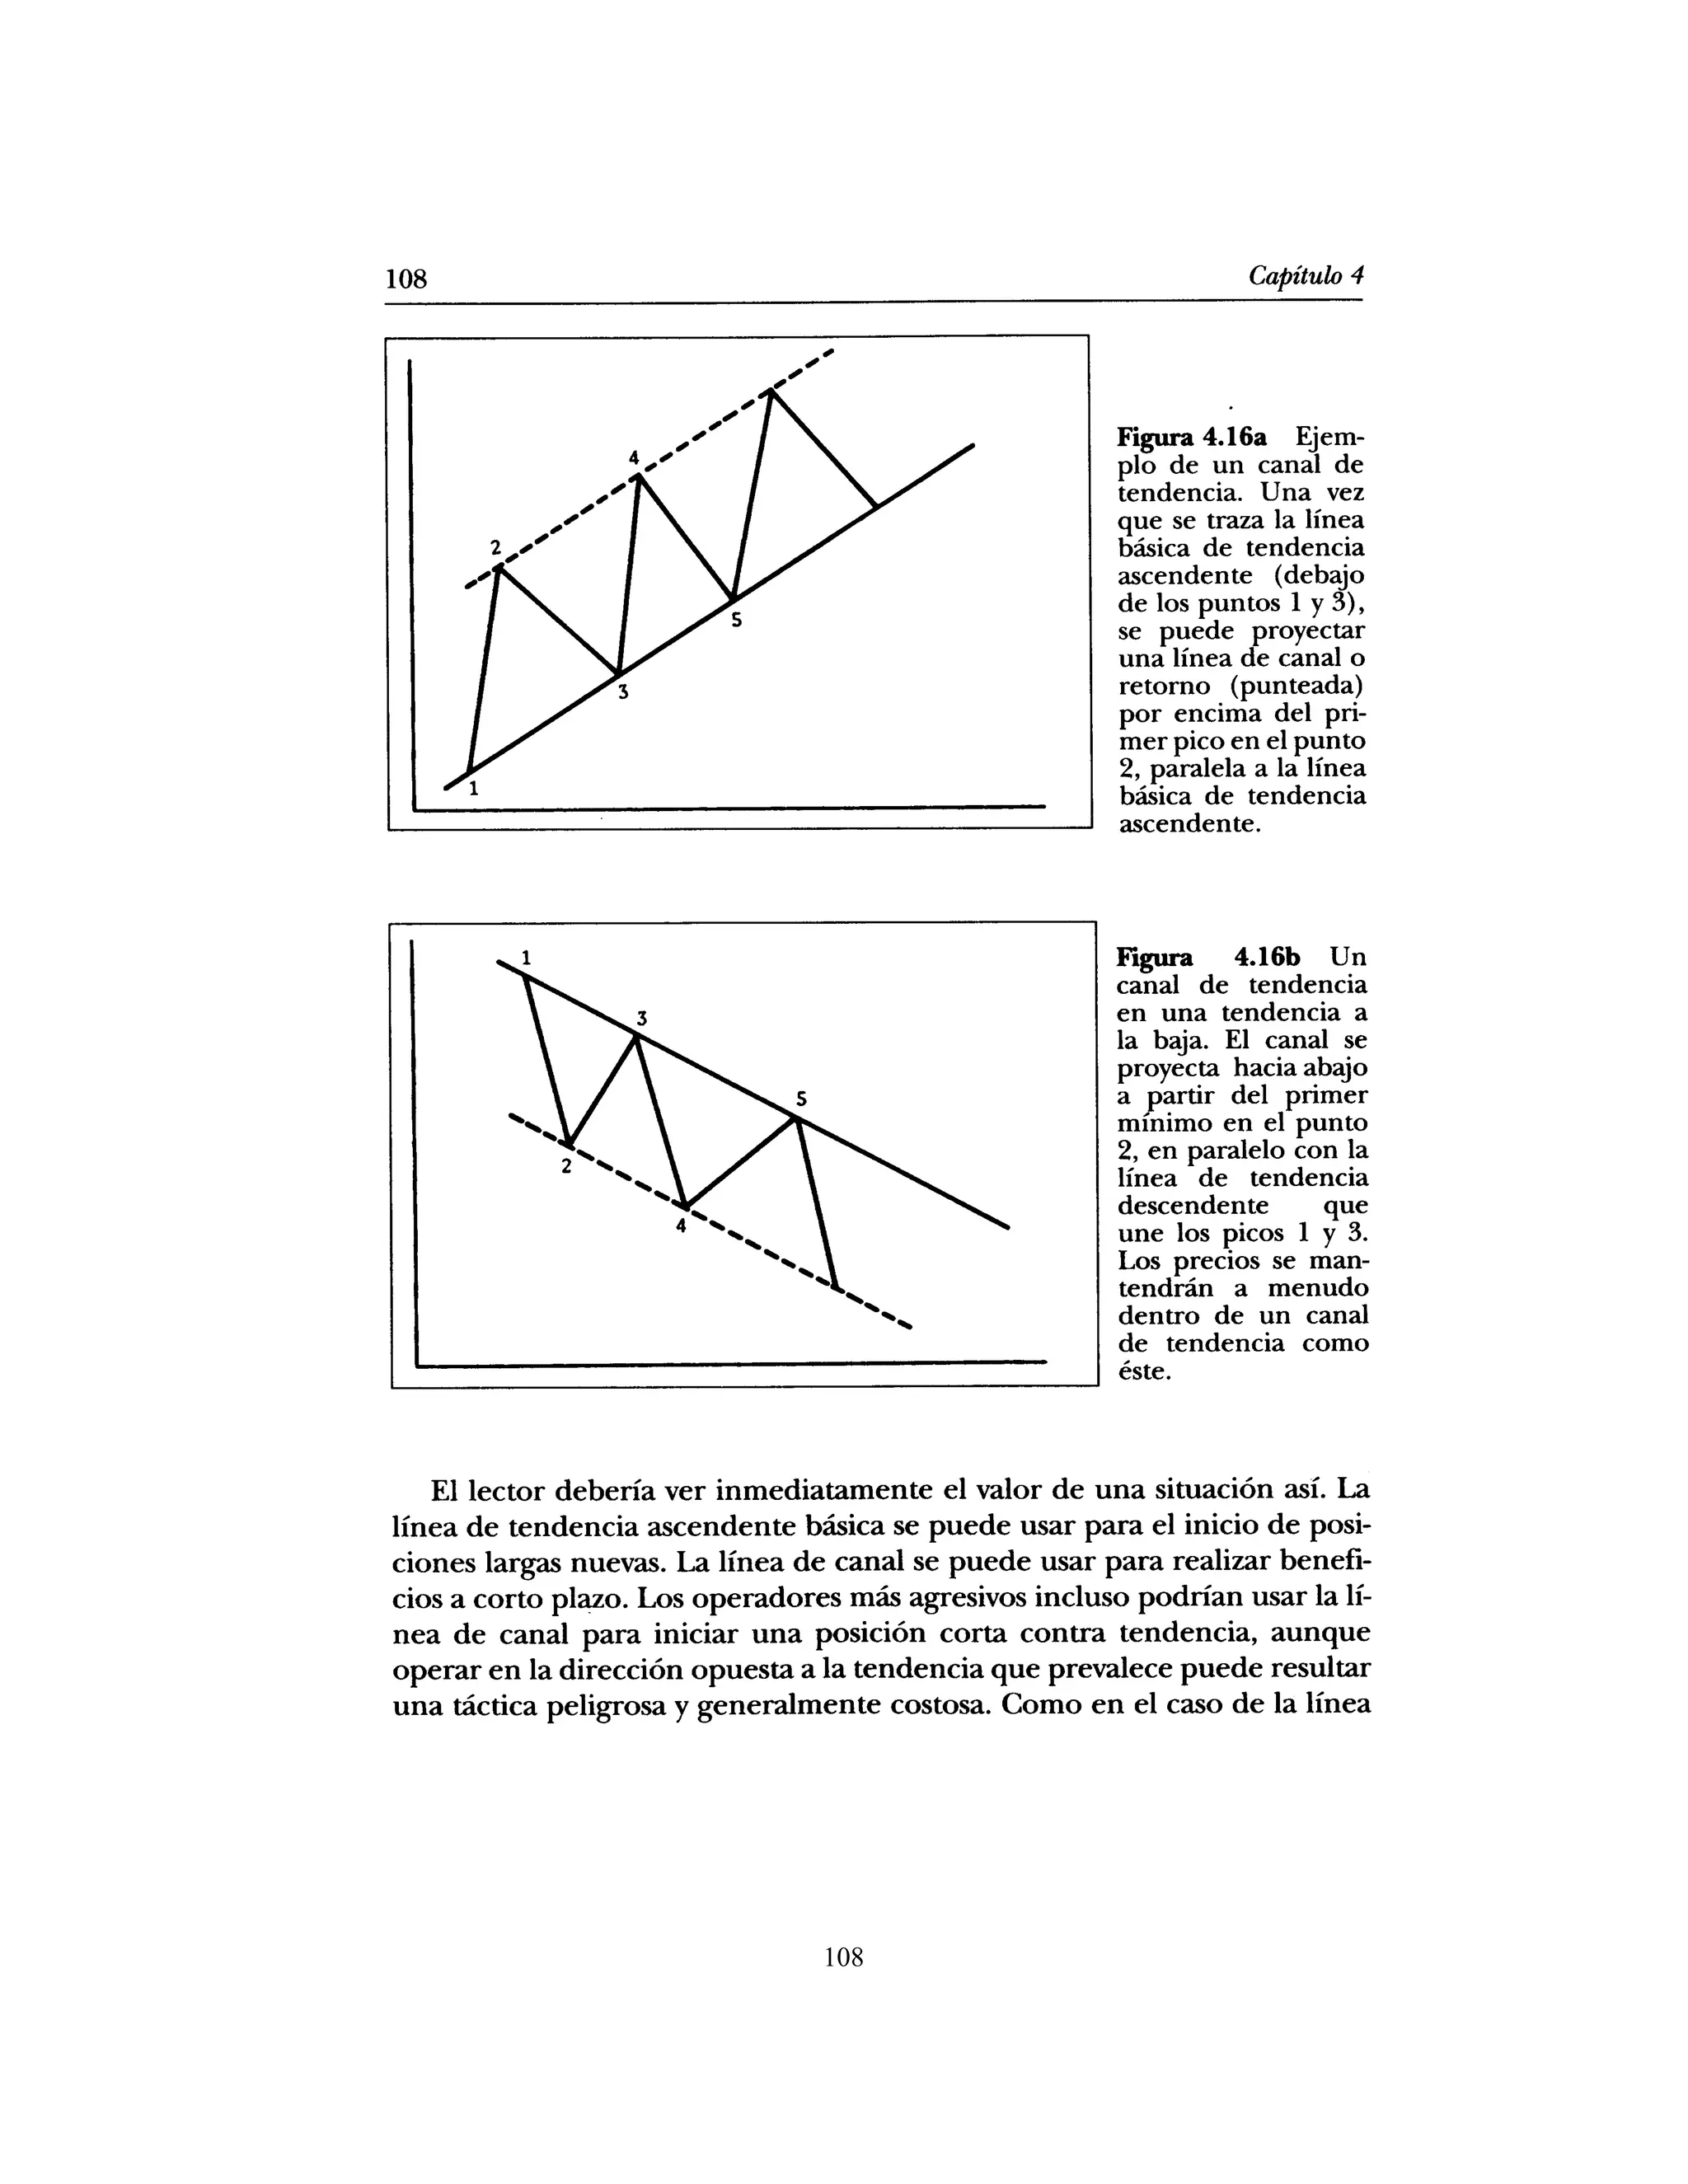 108
Capítulo 4
2
4
1
3
5
Figura 4.16a Ejem-
plo de un canal de
tendencia. Una vez
que se traza la línea
básica de tendencia
ascendente (debajo
de los puntos 1 y 3),
se puede proyectar
una línea de canal o
retorno (punteada)
por encima del pri-
mer pico en el punto
2, paralela a la línea
básica de tendencia
ascendente.
1
3
5
2
4
Figura 4.16b Un
canal de tendencia
en una tendencia a
la baja. El canal se
proyecta hacia abajo
a partir del primer
mínimo en el punto
2, en paralelo con la
línea de tendencia
descendente que
une los picos 1 y 3.
Los precios se man-
tendrán a menudo
dentro de un canal
de tendencia como
éste.
El lector debería ver inmediatamente el valor de una situación así. La
línea de tendencia ascendente básica se puede usar para el inicio de posi-
ciones largas nuevas. La línea de canal se puede usar para realizar benefi-
cios a corto plazo. Los operadores más agresivos incluso podrían usar la lí-
nea de canal para iniciar una posición corta contra tendencia, aunque
operar en la dirección opuesta a la tendencia que prevalece puede resultar
una táctica peligrosa y generalmente costosa. Como en el caso de la línea
108